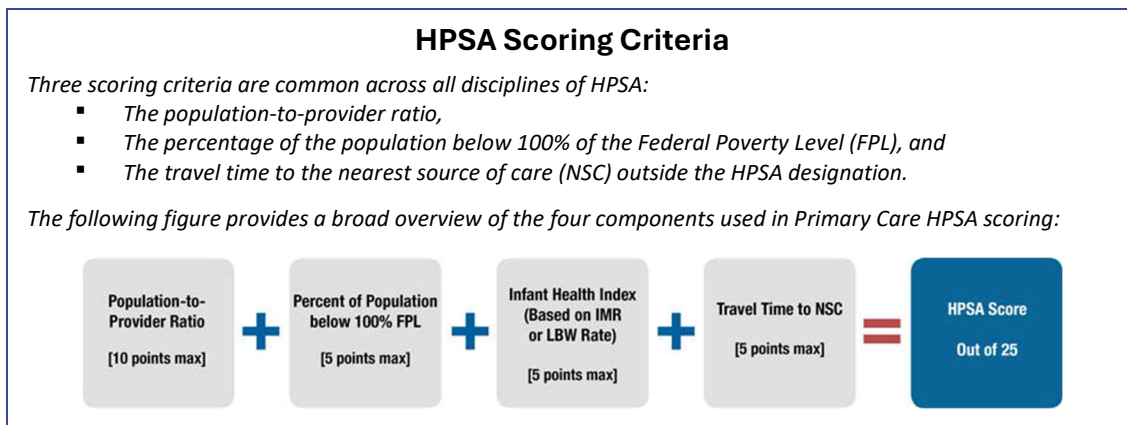 HPSA Scoring Criteria
Three scoring criteria are common across all disciplines of HPSA:
▪ The population-to-provider ratio,
▪ The percentage of the population below 100% of the Federal Poverty Level (FPL), and
▪ The travel time to the nearest source of care (NSC) outside the HPSA designation.
The following figure provides a broad overview of the four components used in Primary Care HPSA scoring:
Population-to-
Provider Ratio
[10 points max]
+
Percent of Population
below 100% FPL
[5 points max]
+
Infant Health Index
(Based on IMR
or LBW Rate)
[5 points max]
+
Travel Time to NSC
[5 points max]
=
HPSA Score
Out of 25